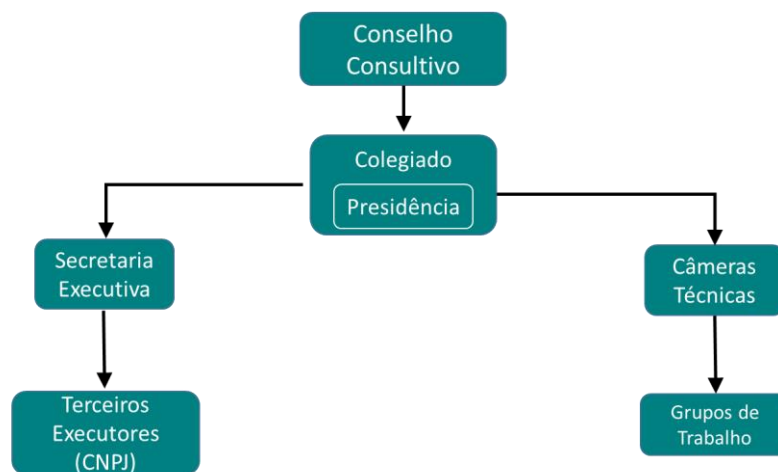 Conselho
Consultivo
Colegiado
Presidência
Secretaria
Executiva
Câmeras
Técnicas
Terceiros
Executores
(CNPJ)
Grupos de
Trabalho